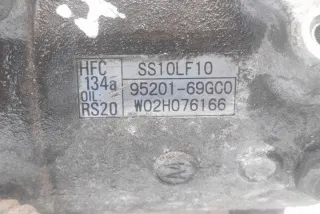 HFC SS10LF10
134a 95201-69GC0
OIL: W02H076166
RS20